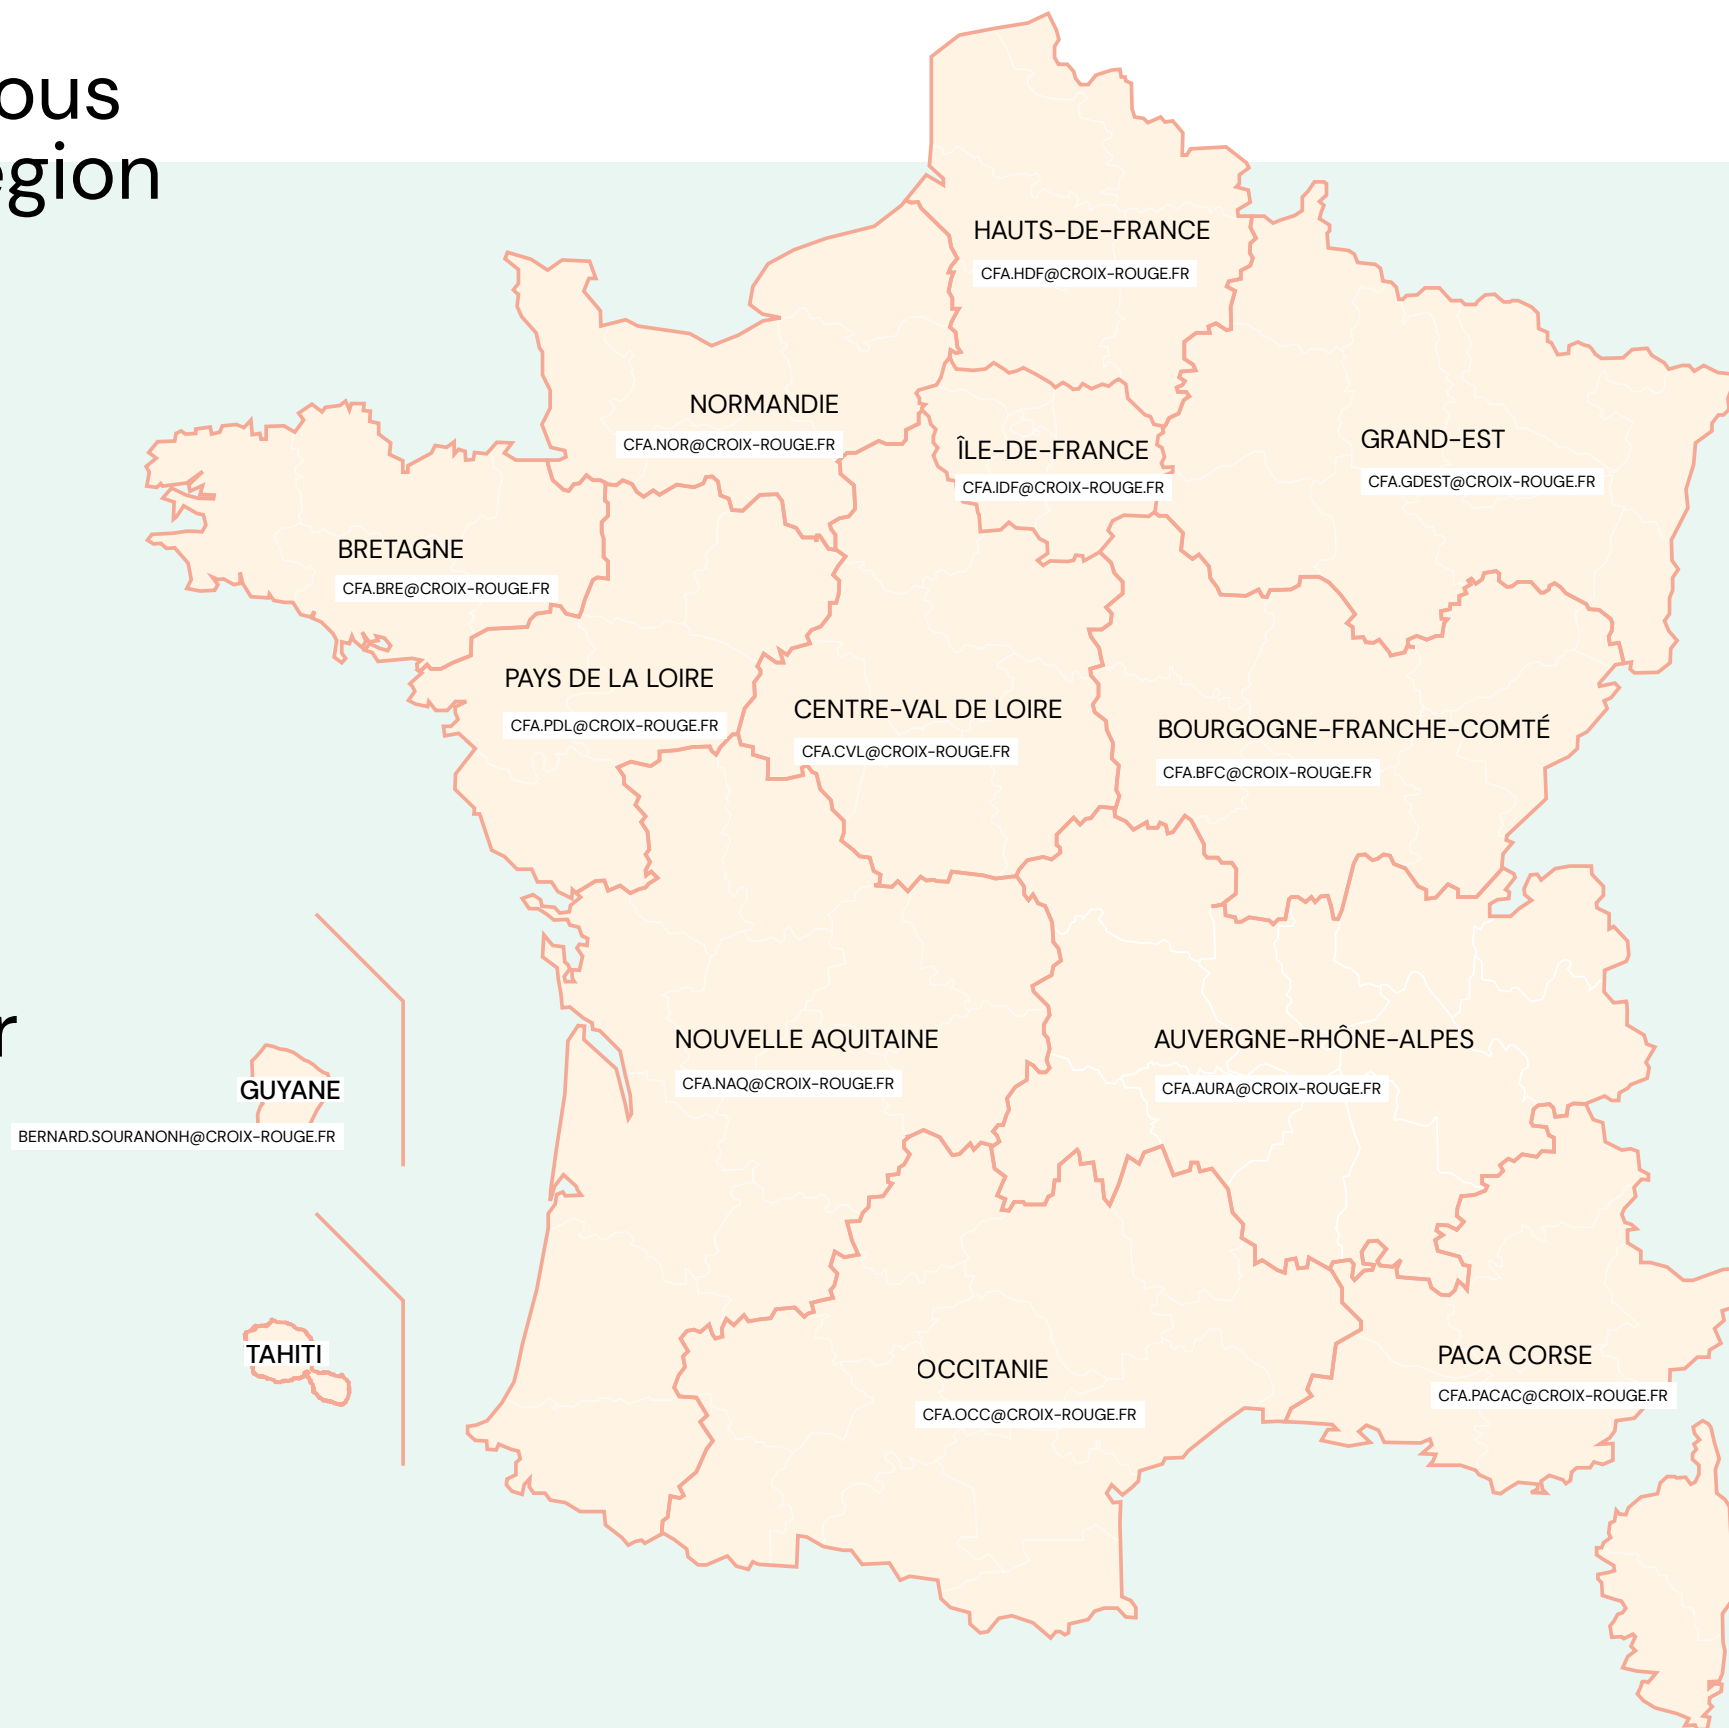 ous
egion
HAUTS-DE-FRANCE
CFA.HDF@CROIX-ROUGE.FR
NORMANDIE
CFA.NOR@CROIX-ROUGE.FR
ÎLE-DE-FRANCE
CFA.IDF@CROIX-ROUGE.FR
GRAND-EST
CFA.GDEST@CROIX-ROUGE.FR
BRETAGNE
CFA.BRE@CROIX-ROUGE.FR
PAYS DE LA LOIRE
CFA.PDL@CROIX-ROUGE.FR
CENTRE-VAL DE LOIRE
CFA.CVL@CROIX-ROUGE.FR
BOURGOGNE-FRANCHE-COMTÉ
CFA.BFC@CROIX-ROUGE.FR
r
NOUVELLE AQUITAINE
CFA.NAQ@CROIX-ROUGE.FR
AUVERGNE-RHÔNE-ALPES
CFA.AURA@CROIX-ROUGE.FR
GUYANE
BERNARD.SOURANONH@CROIX-ROUGE.FR
TAHITI
OCCITANIE
CFA.OCC@CROIX-ROUGE.FR
PACA CORSE
CFA.PACAC@CROIX-ROUGE.FR